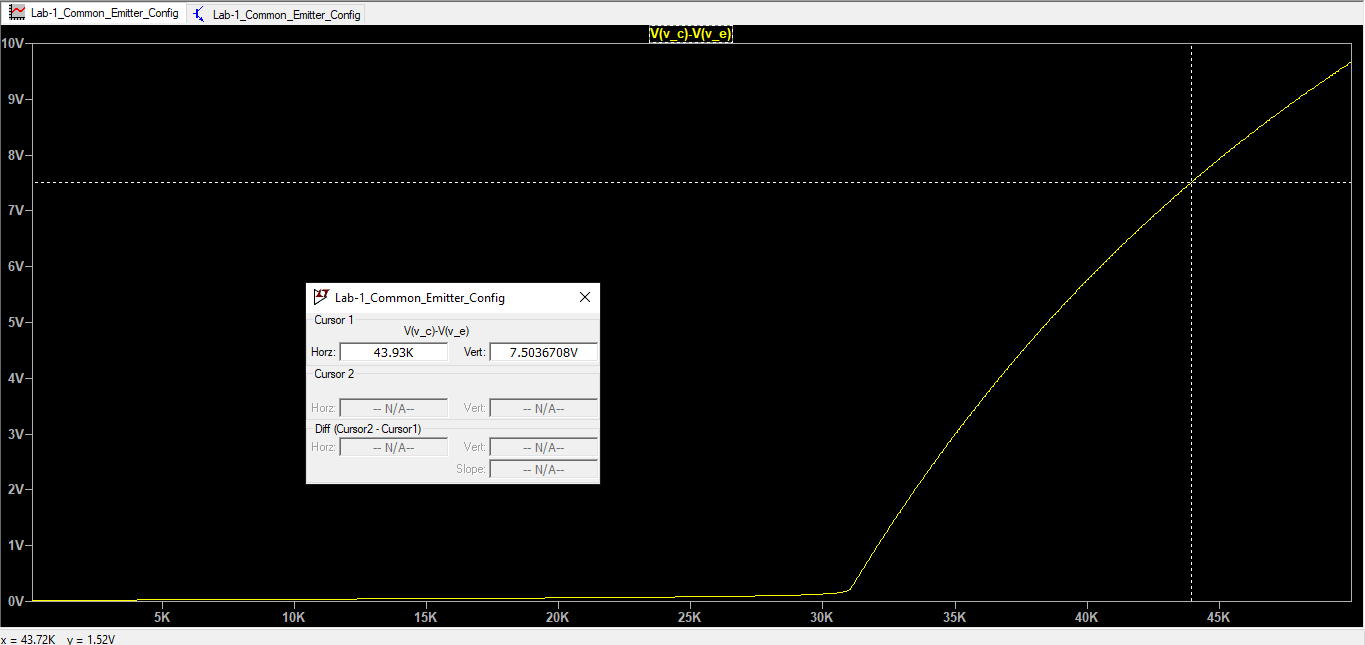 Lab-1_Common_Emitter_Config
Lab-1_Common_Emitter_Config
V(v_c)-V(v_e)
10V
9V
8V
7V
6V
5V
4V
3V
2V
1V
0V
Lab-1_Common_Emitter_Config
Cursor 1
V(v_c)-V(v_e)
Horz: 43.93K Vert: 7.5036708V
Cursor 2
Horz: -- N/A-- Vert: -- N/A--
Diff (Cursor2 - Cursor1)
Horz: -- N/A-- Vert: -- N/A--
Slope: -- N/A--
5K 10K 15K 20K 25K 30K 35K 40K 45K
x = 43.72K y = 1.52V